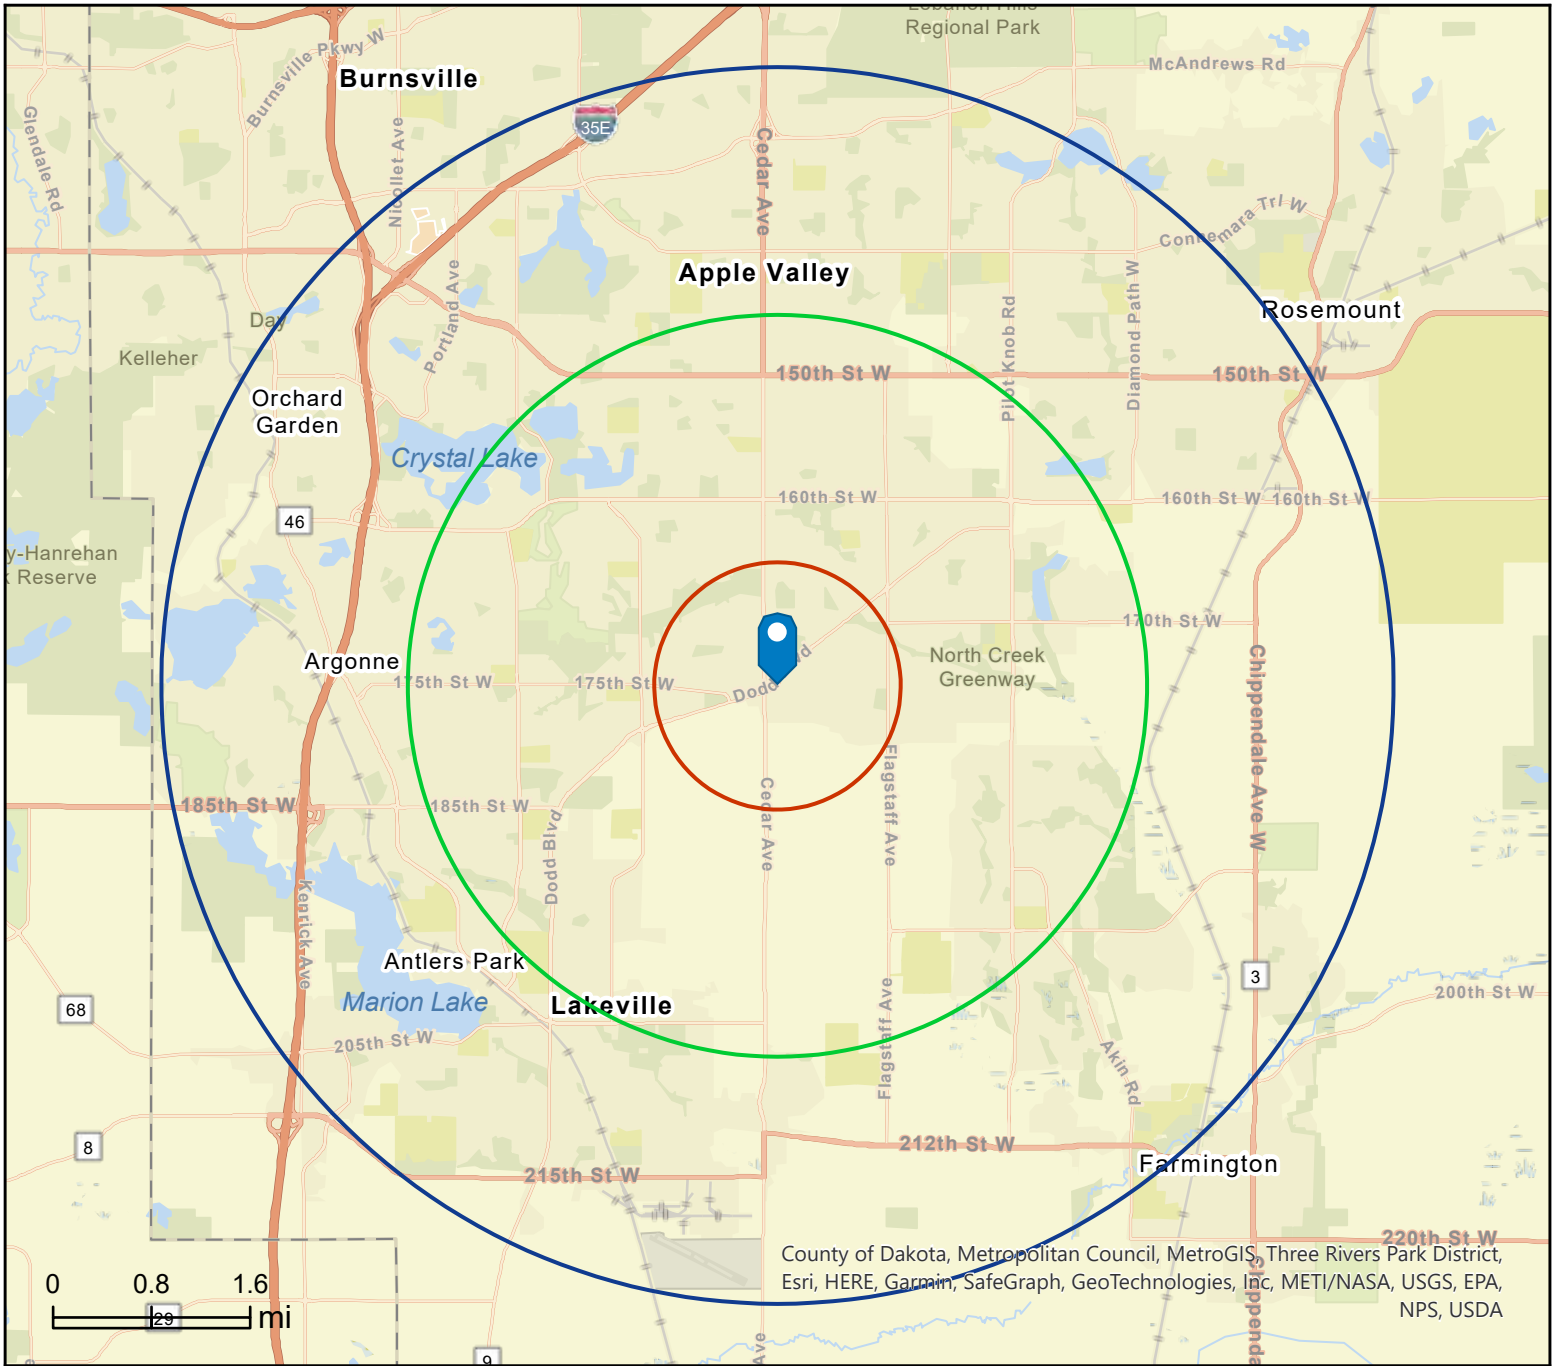 Lebanon Hills
Regional Park
McAndrews Rd
Burnsville Pkwy W
Burnsville
Glendale Rd
Nicollet Ave
35E
Cedar Ave
Connemara Trl W
Apple Valley
Portland Ave
Diamond Path W
Pilot Knob Rd
Rosemount
Day
Kelleher
150th St W
150th St W
Orchard
Garden
Crystal Lake
160th St W
160th St W
160th St W
46
y-Hanrehan
k Reserve
170th St W
Argonne
North Creek
Greenway
175th St W
175th St W
Dodd
vd
Chippendale Ave W
Flagstaff Ave
Cedar Ave
185th St W
185th St W
Dodd Blvd
Kenrick Ave
Antlers Park
Marion Lake
Lakeville
3
200th St W
68
205th St W
Flagstaff Ave
Akin Rd
8
212th St W
Farmington
215th St W
220th St W
Chippenda
County of Dakota, Metropolitan Council, MetroGIS, Three Rivers Park District,
Esri, HERE, Garmin, SafeGraph, GeoTechnologies, Inc, METI/NASA, USGS, EPA,
NPS, USDA
0 0.8 1.6
mi
29
9
Ave